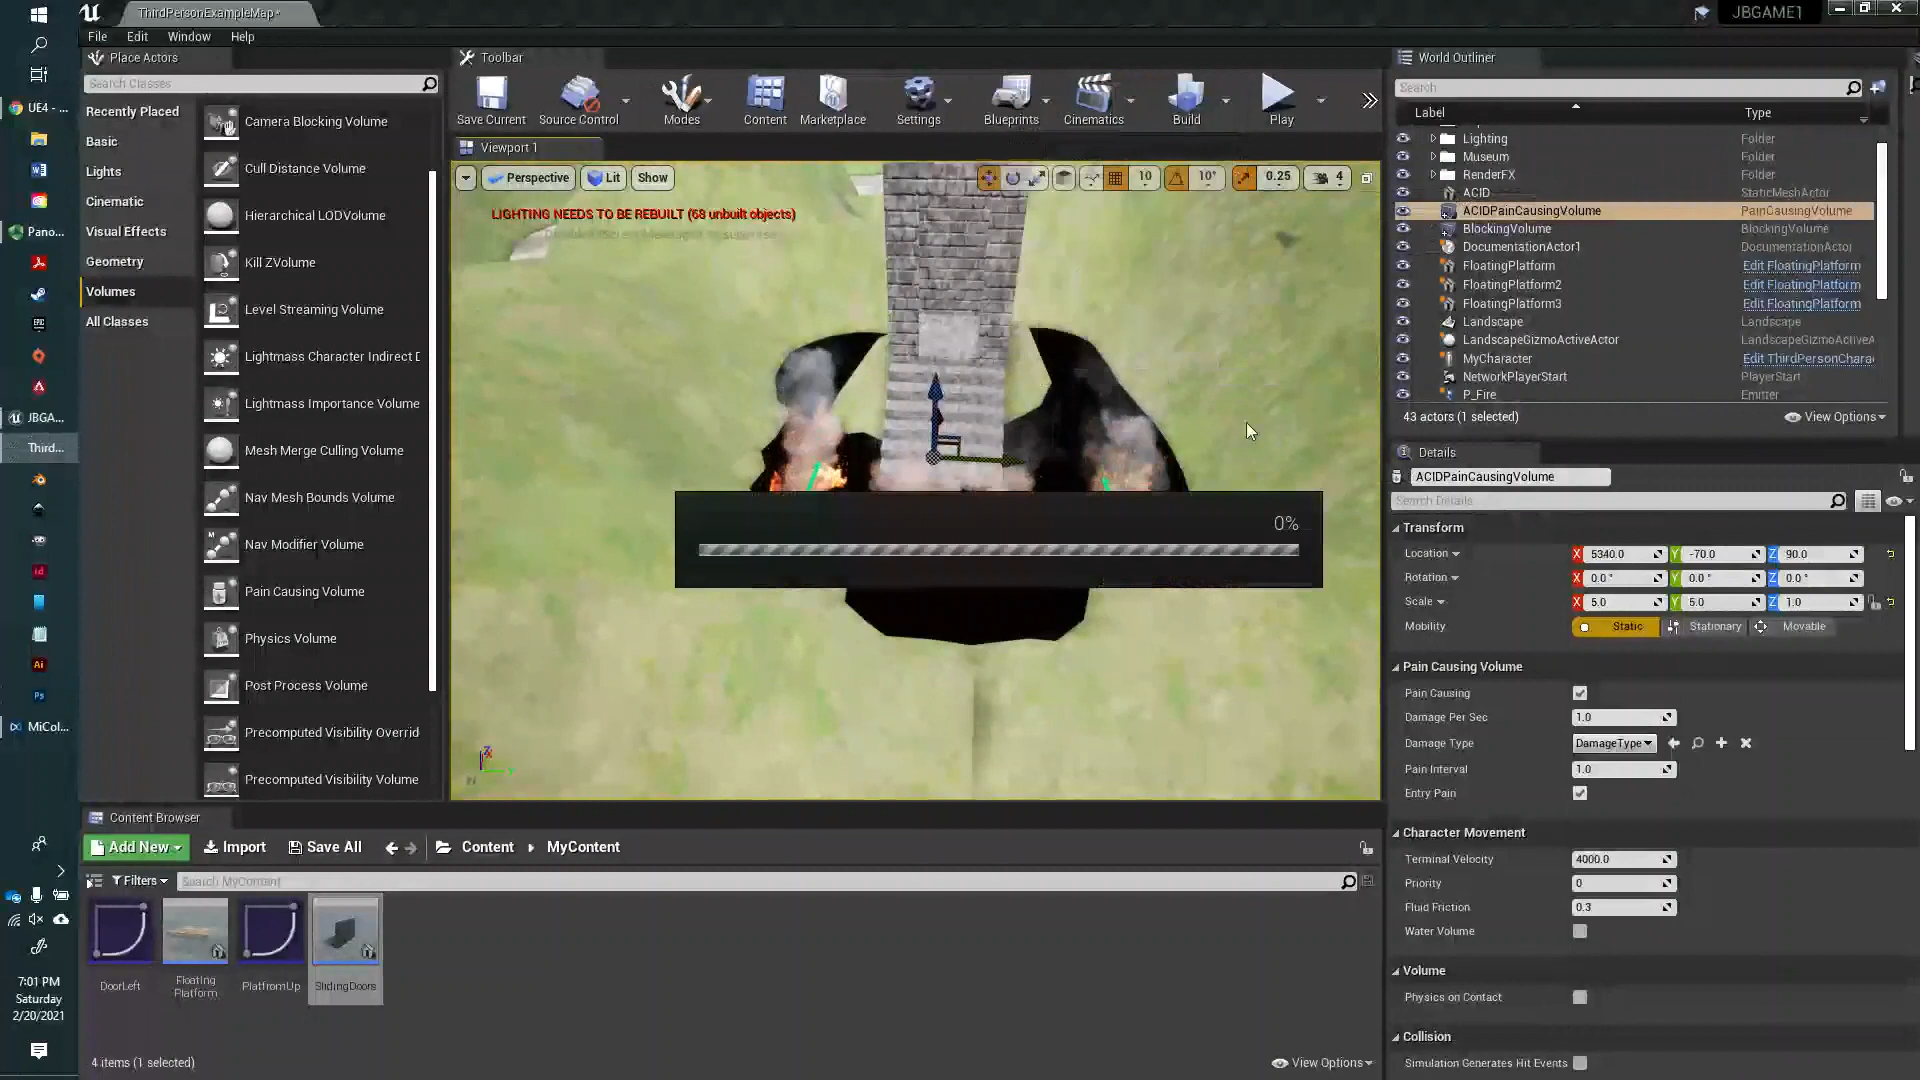 ThirdPersonExampleMap*
JBGAME1
File Edit Window Help
Place Actors
Search Classes
Recently Placed
Basic
Lights
Cinematic
Visual Effects
Geometry
Volumes
All Classes
Camera Blocking Volume
Cull Distance Volume
Hierarchical LODVolume
Kill ZVolume
Level Streaming Volume
Lightmass Character Indirect D
Lightmass Importance Volume
Mesh Merge Culling Volume
Nav Mesh Bounds Volume
Nav Modifier Volume
Pain Causing Volume
Physics Volume
Post Process Volume
Precomputed Visibility Overrid
Precomputed Visibility Volume
Toolbar
Save Current Source Control Modes Content Marketplace Settings Blueprints Cinematics Build Play
Viewport 1
Perspective Lit Show 10 10° 0.25 4
LIGHTING NEEDS TO BE REBUILT (68 unbuilt objects)
0%
World Outliner
Search
Label Type
Lighting Folder
Museum Folder
RenderFX Folder
ACID StaticMeshActor
ACIDPainCausingVolume PainCausingVolume
BlockingVolume BlockingVolume
DocumentationActor1 DocumentationActor
FloatingPlatform Edit FloatingPlatform
FloatingPlatform2 Edit FloatingPlatform
FloatingPlatform3 Edit FloatingPlatform
Landscape Landscape
LandscapeGizmoActiveActor LandscapeGizmoActiveA
MyCharacter Edit ThirdPersonCharac
NetworkPlayerStart PlayerStart
P_Fire Emitter
43 actors (1 selected) View Options
Details
ACIDPainCausingVolume
Search Details
Transform
Location X 5340.0 Y -70.0 Z 90.0
Rotation X 0.0 ° Y 0.0 ° Z 0.0 °
Scale X 5.0 Y 5.0 Z 1.0
Mobility Static Stationary Movable
Pain Causing Volume
Pain Causing
Damage Per Sec 1.0
Damage Type DamageType
Pain Interval 1.0
Entry Pain
Character Movement
Terminal Velocity 4000.0
Priority 0
Fluid Friction 0.3
Water Volume
Volume
Physics on Contact
Collision
Simulation Generates Hit Events
Content Browser
Add New Import Save All Content MyContent
Filters Search MyContent
DoorLeft
Floating
Platform
PlatfromUp
SlidingDoors
4 items (1 selected) View Options
UE4 - ...
Pano...
EPIC
JBGA...
Third...
Id
Ai
Ps
MiCol...
7:01 PM
Saturday
2/20/2021